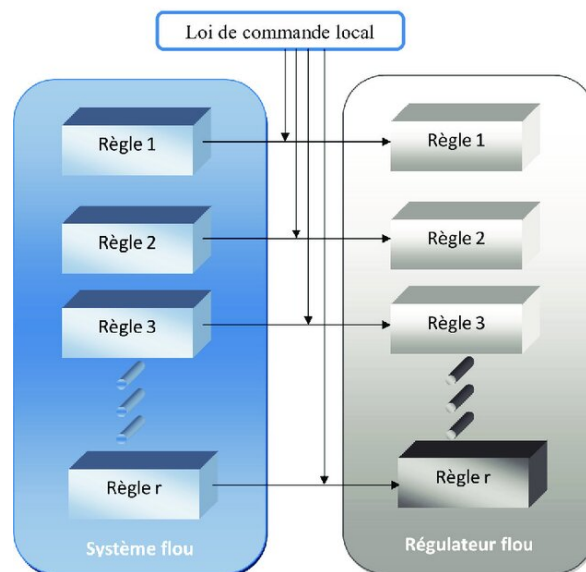 Loi de commande local
Règle 1
Règle 1
Règle 2
Règle 2
Règle 3
Règle 3
Règle r
Règle r
Système flou
Régulateur flou